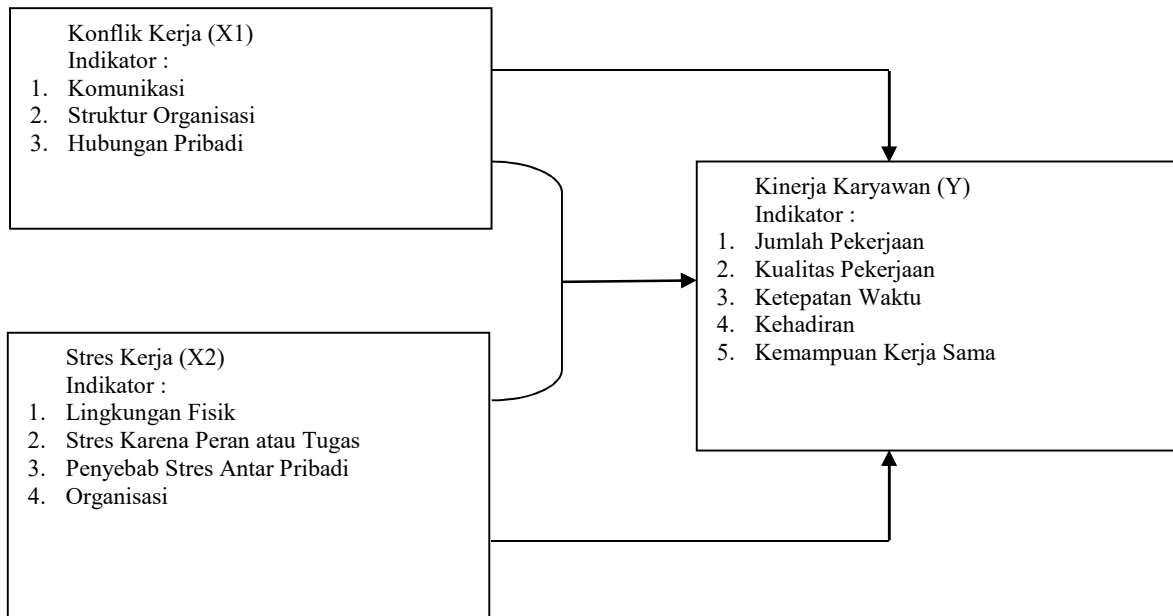 Konflik Kerja (X1)
Indikator :
1. Komunikasi
2. Struktur Organisasi
3. Hubungan Pribadi
Kinerja Karyawan (Y)
Indikator :
1. Jumlah Pekerjaan
2. Kualitas Pekerjaan
3. Ketepatan Waktu
4. Kehadiran
5. Kemampuan Kerja Sama
Stres Kerja (X2)
Indikator :
1. Lingkungan Fisik
2. Stres Karena Peran atau Tugas
3. Penyebab Stres Antar Pribadi
4. Organisasi